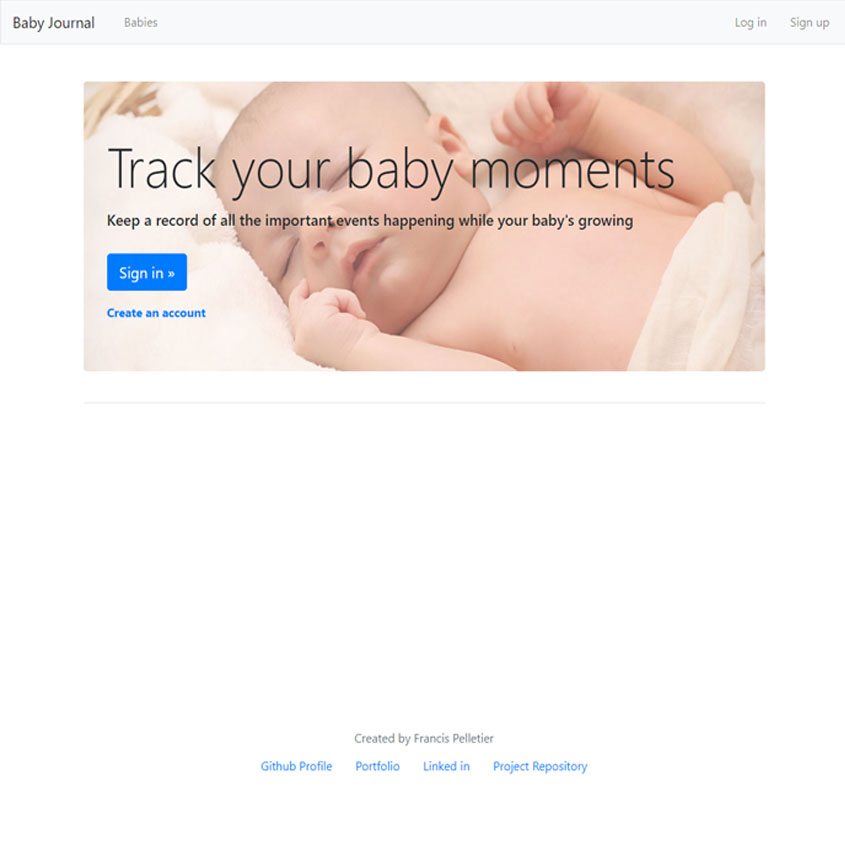 Baby Journal Babies Log in Sign up
Track your baby moments
Keep a record of all the important events happening while your baby's growing
Sign in »
Create an account
Created by Francis Pelletier
Github Profile Portfolio Linked in Project Repository